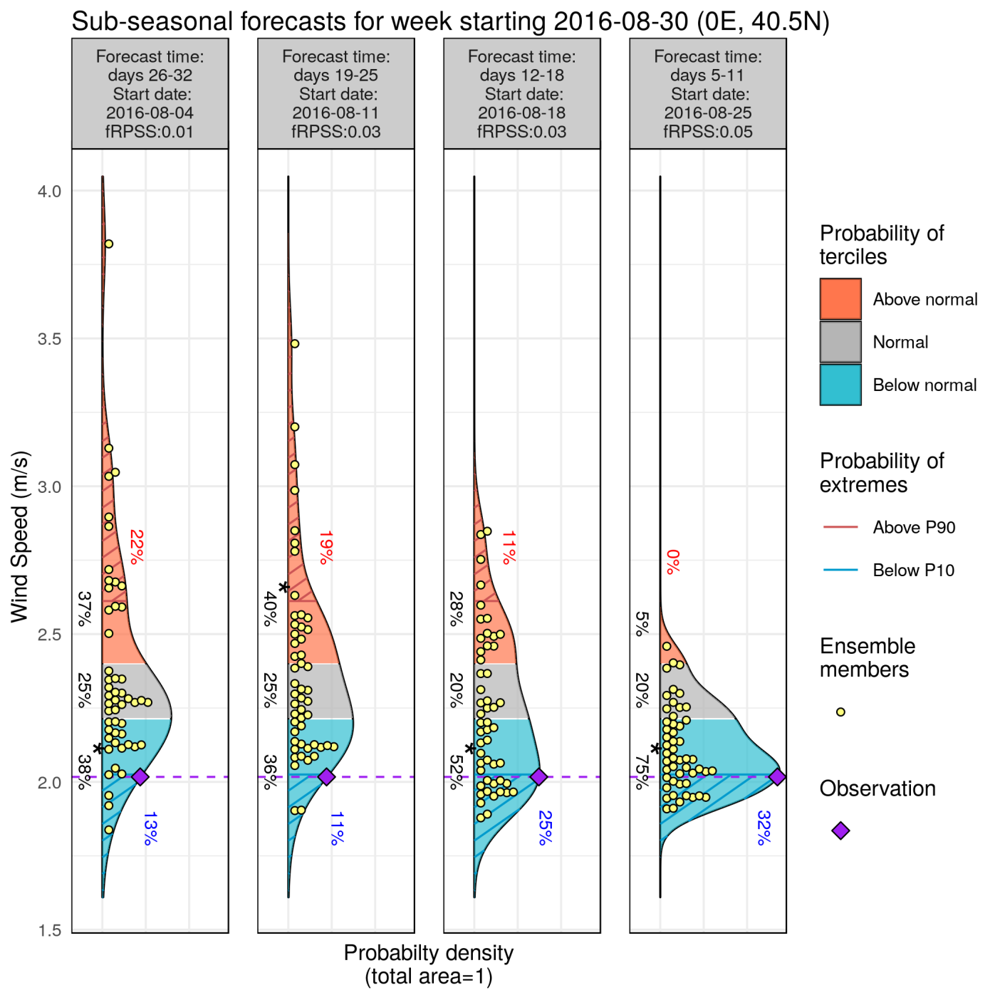 Sub-seasonal forecasts for week starting 2016-08-30 (0E, 40.5N)
Forecast time:
days 26-32
Start date:
2016-08-04
fRPSS:0.01
Forecast time:
days 19-25
Start date:
2016-08-11
fRPSS:0.03
Forecast time:
days 12-18
Start date:
2016-08-18
fRPSS:0.03
Forecast time:
days 5-11
Start date:
2016-08-25
fRPSS:0.05
Wind Speed (m/s)
4.0
3.5
3.0
2.5
2.0
1.5
22%
37%
25%
*
38%
13%
19%
*
40%
25%
36%
11%
11%
28%
20%
*
52%
25%
0%
5%
20%
*
75%
32%
Probabilty density
(total area=1)
Probability of
terciles
Above normal
Normal
Below normal
Probability of
extremes
Above P90
Below P10
Ensemble
members
Observation